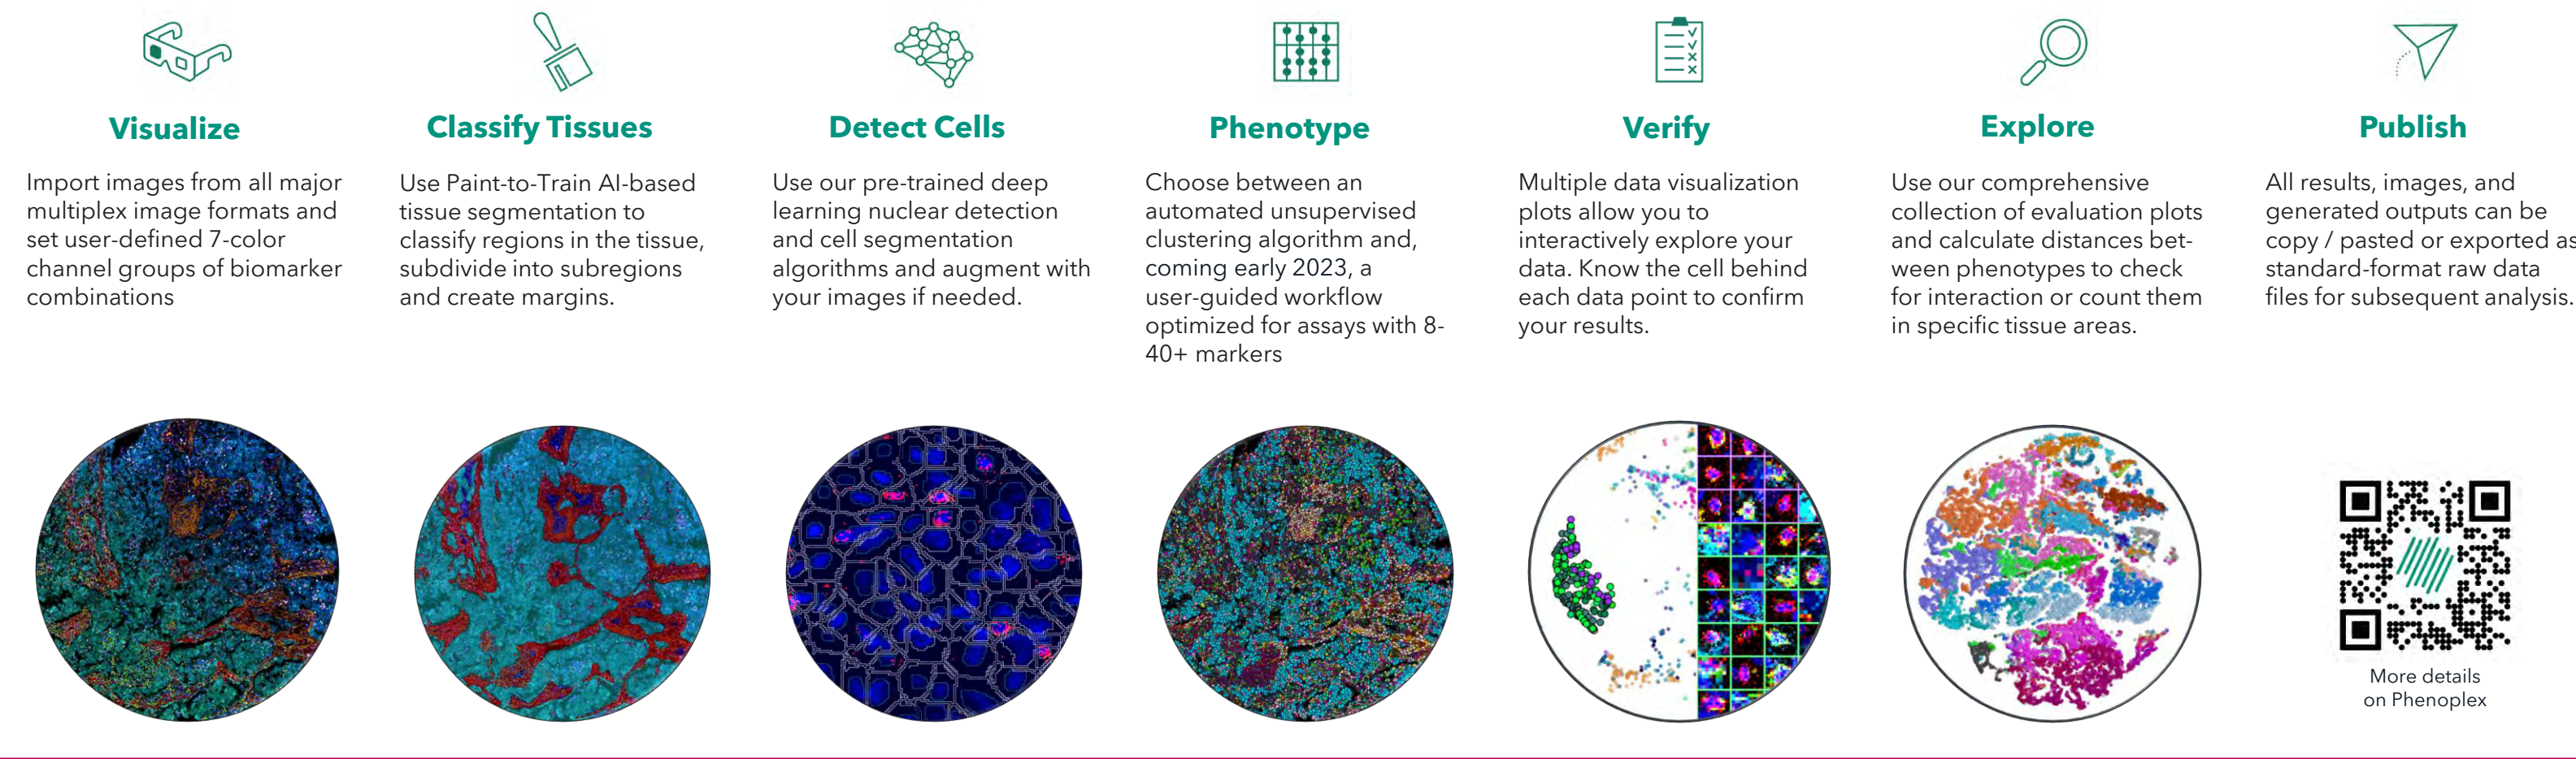 Visualize
Import images from all major
multiplex image formats and
set user-defined 7-color
channel groups of biomarker
combinations
Classify Tissues
Use Paint-to-Train AI-based
tissue segmentation to
classify regions in the tissue,
subdivide into subregions
and create margins.
Detect Cells
Use our pre-trained deep
learning nuclear detection
and cell segmentation
algorithms and augment with
your images if needed.
Phenotype
Choose between an
automated unsupervised
clustering algorithm and,
coming early 2023, a
user-guided workflow
optimized for assays with 8-
40+ markers
Verify
Multiple data visualization
plots allow you to
interactively explore your
data. Know the cell behind
each data point to confirm
your results.
Explore
Use our comprehensive
collection of evaluation plots
and calculate distances bet-
ween phenotypes to check
for interaction or count them
in specific tissue areas.
Publish
All results, images, and
generated outputs can be
copy / pasted or exported as
standard-format raw data
files for subsequent analysis.
More details
on Phenoplex